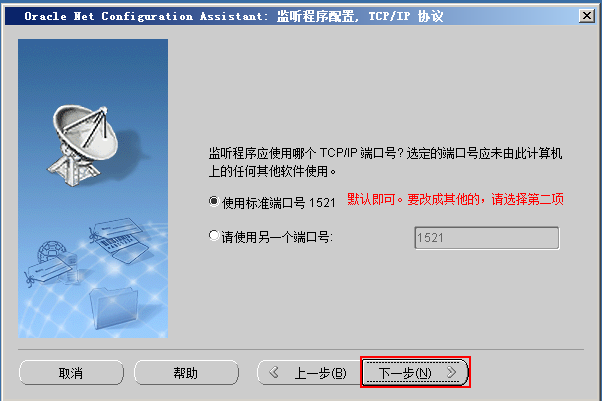 Oracle Net Configuration Assistant: 监听程序配置, TCP/IP 协议
监听程序应使用哪个 TCP/IP 端口号? 选定的端口号应未由此计算机
上的任何其他软件使用。
使用标准端口号 1521 默认即可。要改成其他的，请选择第二项
请使用另一个端口号: 1521
取消 帮助 上一步(B) 下一步(N)